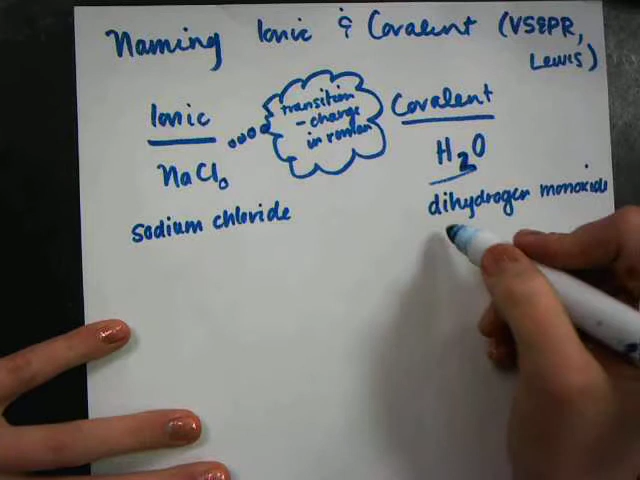 Naming Ionic & Covalent (VSEPR,
Lewis)
Ionic
transition
- charge
in roman
Covalent
NaCl
H2O
sodium chloride
dihydrogen monoxide